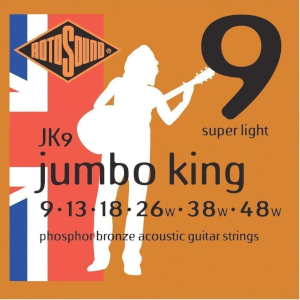 ROTOSOUND
9
super light
JK9
jumbo king
9·13·18·26w·38w·48w
phosphor bronze acoustic guitar strings